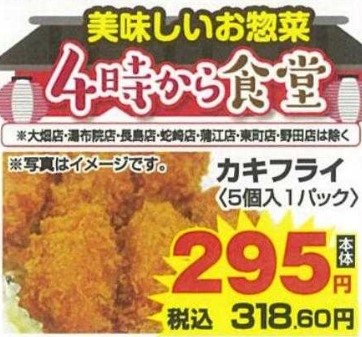 美味しいお惣菜
4時から食堂
※大畑店・湯布院店・長島店・蛇崎店・蒲江店・東町店・野田店は除く
※写真はイメージです。
カキフライ
〈5個入1パック〉
295円 本体
税込 318.60円